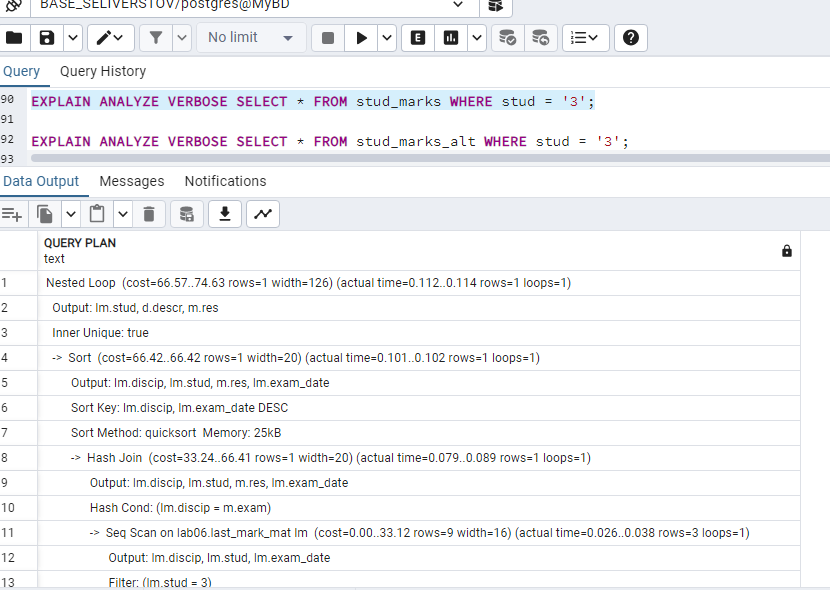 BASE_SELIVERSTOV/postgres@MyBD
No limit
E
Query Query History
90 EXPLAIN ANALYZE VERBOSE SELECT * FROM stud_marks WHERE stud = '3';
91
92 EXPLAIN ANALYZE VERBOSE SELECT * FROM stud_marks_alt WHERE stud = '3';
93
Data Output Messages Notifications
QUERY PLAN
text
1 Nested Loop (cost=66.57..74.63 rows=1 width=126) (actual time=0.112..0.114 rows=1 loops=1)
2 Output: lm.stud, d.descr, m.res
3 Inner Unique: true
4 -> Sort (cost=66.42..66.42 rows=1 width=20) (actual time=0.101..0.102 rows=1 loops=1)
5 Output: lm.discip, lm.stud, m.res, lm.exam_date
6 Sort Key: lm.discip, lm.exam_date DESC
7 Sort Method: quicksort Memory: 25kB
8 -> Hash Join (cost=33.24..66.41 rows=1 width=20) (actual time=0.079..0.089 rows=1 loops=1)
9 Output: lm.discip, lm.stud, m.res, lm.exam_date
10 Hash Cond: (lm.discip = m.exam)
11 -> Seq Scan on lab06.last_mark_mat lm (cost=0.00..33.12 rows=9 width=16) (actual time=0.026..0.038 rows=3 loops=1)
12 Output: lm.discip, lm.stud, lm.exam_date
13 Filter: (lm.stud = 3)